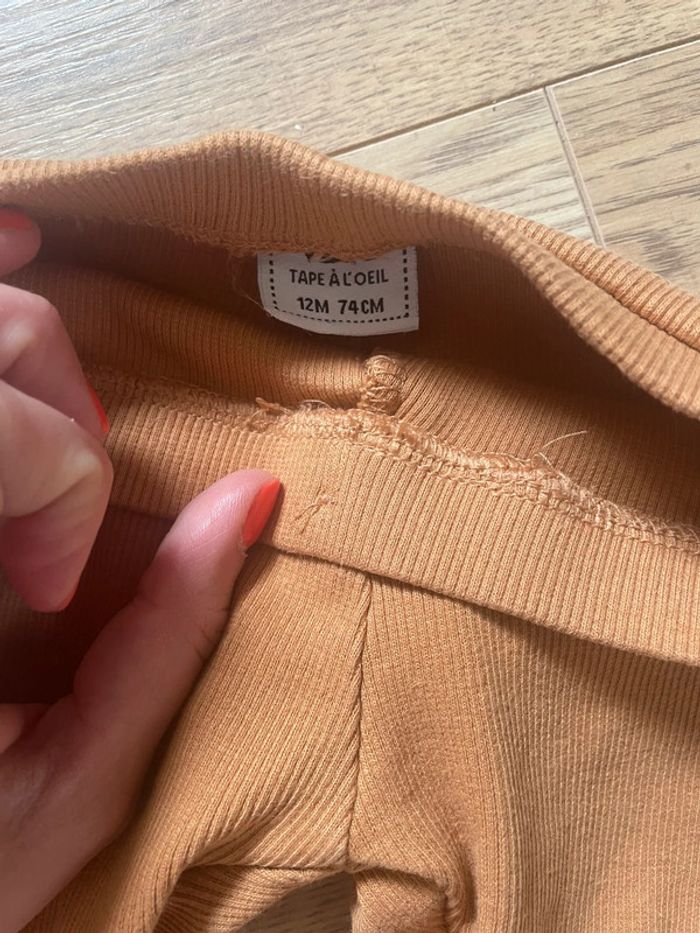 TAPE À L'OEIL
12M 74CM